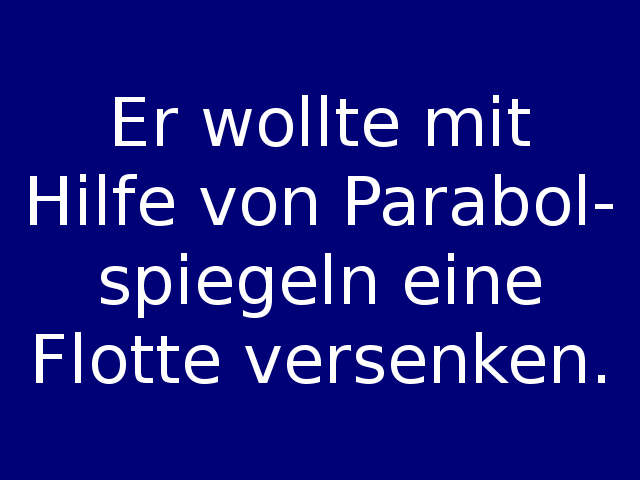 Er wollte mit
Hilfe von Parabol-
spiegeln eine
Flotte versenken.